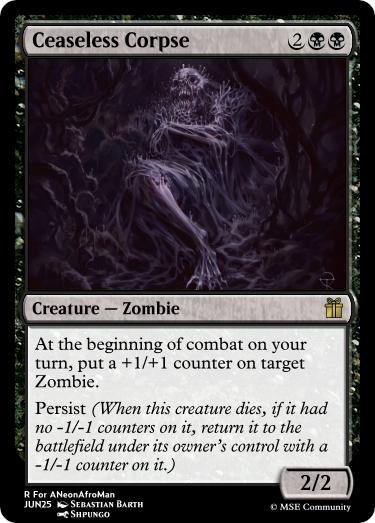 Ceaseless Corpse 2
Creature — Zombie
At the beginning of combat on your
turn, put a +1/+1 counter on target
Zombie.
Persist (When this creature dies, if it had
no -1/-1 counters on it, return it to the
battlefield under its owner's control with a
-1/-1 counter on it.)
2/2
R For ANeonAfroMan
JUN25 Sebastian Barth
Shpungo
© MSE Community